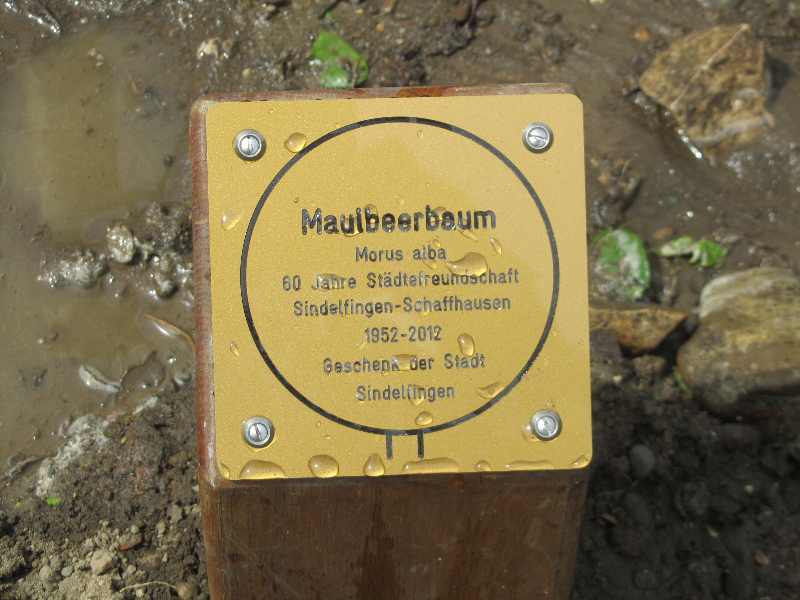 Maulbeerbaum
Morus alba
60 Jahre Städtefreundschaft
Sindelfingen-Schaffhausen
1952-2012
Geschenk der Stadt
Sindelfingen